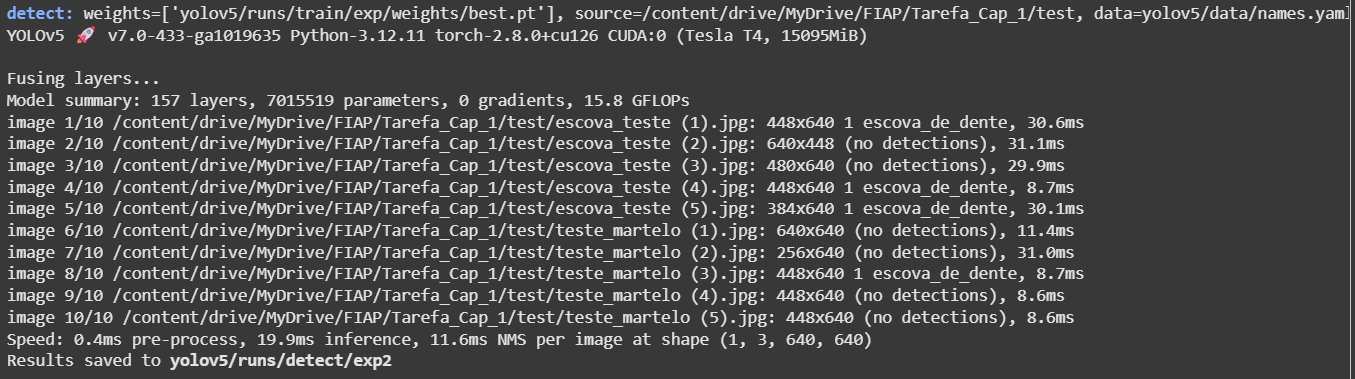 detect: weights=['yolov5/runs/train/exp/weights/best.pt'], source=/content/drive/MyDrive/FIAP/Tarefa_Cap_1/test, data=yolov5/data/names.yaml
YOLOv5 🚀 v7.0-433-ga1019635 Python-3.12.11 torch-2.8.0+cu126 CUDA:0 (Tesla T4, 15095MiB)
Fusing layers...
Model summary: 157 layers, 7015519 parameters, 0 gradients, 15.8 GFLOPs
image 1/10 /content/drive/MyDrive/FIAP/Tarefa_Cap_1/test/escova_teste (1).jpg: 448x640 1 escova_de_dente, 30.6ms
image 2/10 /content/drive/MyDrive/FIAP/Tarefa_Cap_1/test/escova_teste (2).jpg: 640x448 (no detections), 31.1ms
image 3/10 /content/drive/MyDrive/FIAP/Tarefa_Cap_1/test/escova_teste (3).jpg: 480x640 (no detections), 29.9ms
image 4/10 /content/drive/MyDrive/FIAP/Tarefa_Cap_1/test/escova_teste (4).jpg: 448x640 1 escova_de_dente, 8.7ms
image 5/10 /content/drive/MyDrive/FIAP/Tarefa_Cap_1/test/escova_teste (5).jpg: 384x640 1 escova_de_dente, 30.1ms
image 6/10 /content/drive/MyDrive/FIAP/Tarefa_Cap_1/test/teste_martelo (1).jpg: 640x640 (no detections), 11.4ms
image 7/10 /content/drive/MyDrive/FIAP/Tarefa_Cap_1/test/teste_martelo (2).jpg: 256x640 (no detections), 31.0ms
image 8/10 /content/drive/MyDrive/FIAP/Tarefa_Cap_1/test/teste_martelo (3).jpg: 448x640 1 escova_de_dente, 8.7ms
image 9/10 /content/drive/MyDrive/FIAP/Tarefa_Cap_1/test/teste_martelo (4).jpg: 448x640 (no detections), 8.6ms
image 10/10 /content/drive/MyDrive/FIAP/Tarefa_Cap_1/test/teste_martelo (5).jpg: 448x640 (no detections), 8.6ms
Speed: 0.4ms pre-process, 19.9ms inference, 11.6ms NMS per image at shape (1, 3, 640, 640)
Results saved to yolov5/runs/detect/exp2